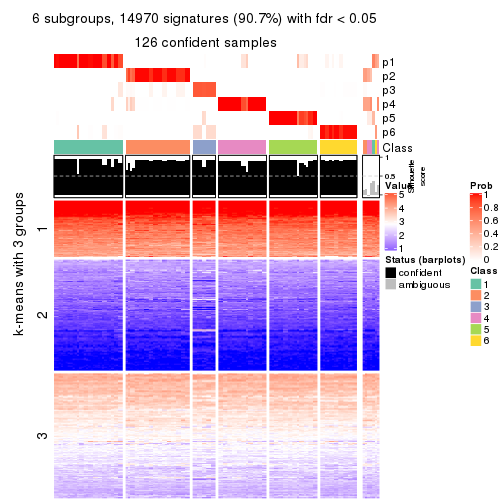 6 subgroups, 14970 signatures (90.7%) with fdr < 0.05
126 confident samples
p1
p2
p3
p4
p5
p6
Class
1
0.5
0
Silhouette
score
k-means with 3 groups
1
2
3
Value
5
4
3
2
1
Status (barplots)
confident
ambiguous
Prob
1
0.8
0.6
0.4
0.2
0
Class
1
2
3
4
5
6